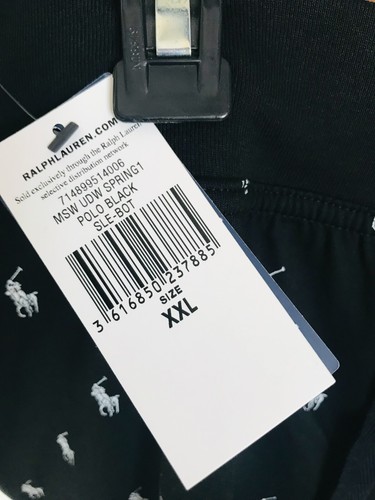 RALPHLAUREN.COM
Sold exclusively through the Ralph Lauren
selective distribution network
714899514006
MSW UDW SPRING1
POLO BLACK
SLE-BOT
3 616850 237885
SIZE
XXL